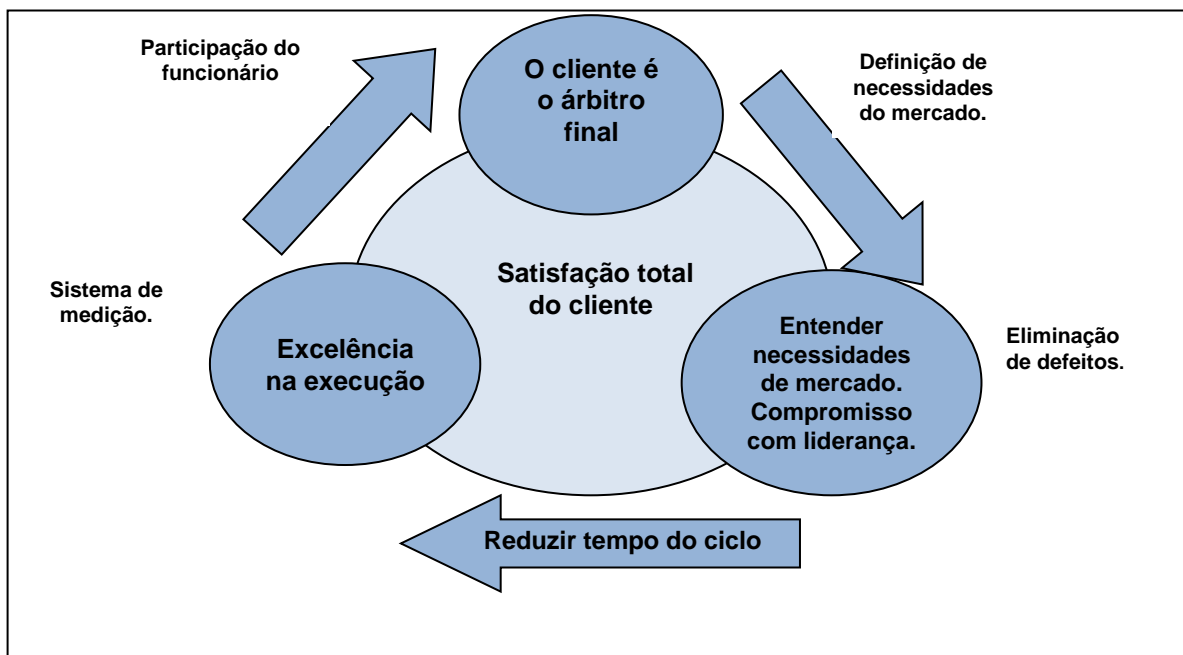 Participação do
funcionário
O cliente é
o árbitro
final
Definição de
necessidades
do mercado.
Satisfação total
do cliente
Sistema de
medição.
Excelência
na execução
Entender
necessidades
de mercado.
Compromisso
com liderança.
Eliminação
de defeitos.
Reduzir tempo do ciclo